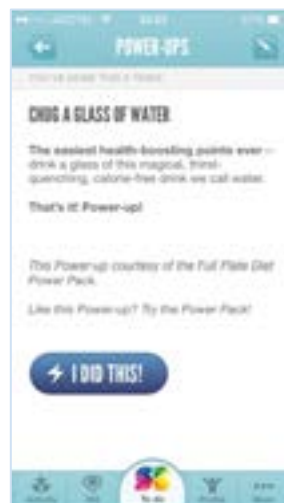 POWER-UPS
CHUG A GLASS OF WATER
The easiest health-boosting points ever –
drink a glass of this magical, thirst-
quenching, calorie-free drink we call water.
That's it! Power-up!
This Power-up courtesy of the Full Plate Diet
Power Pack.
Like this Power-up? Try the Power Pack!
I DID THIS!
To do